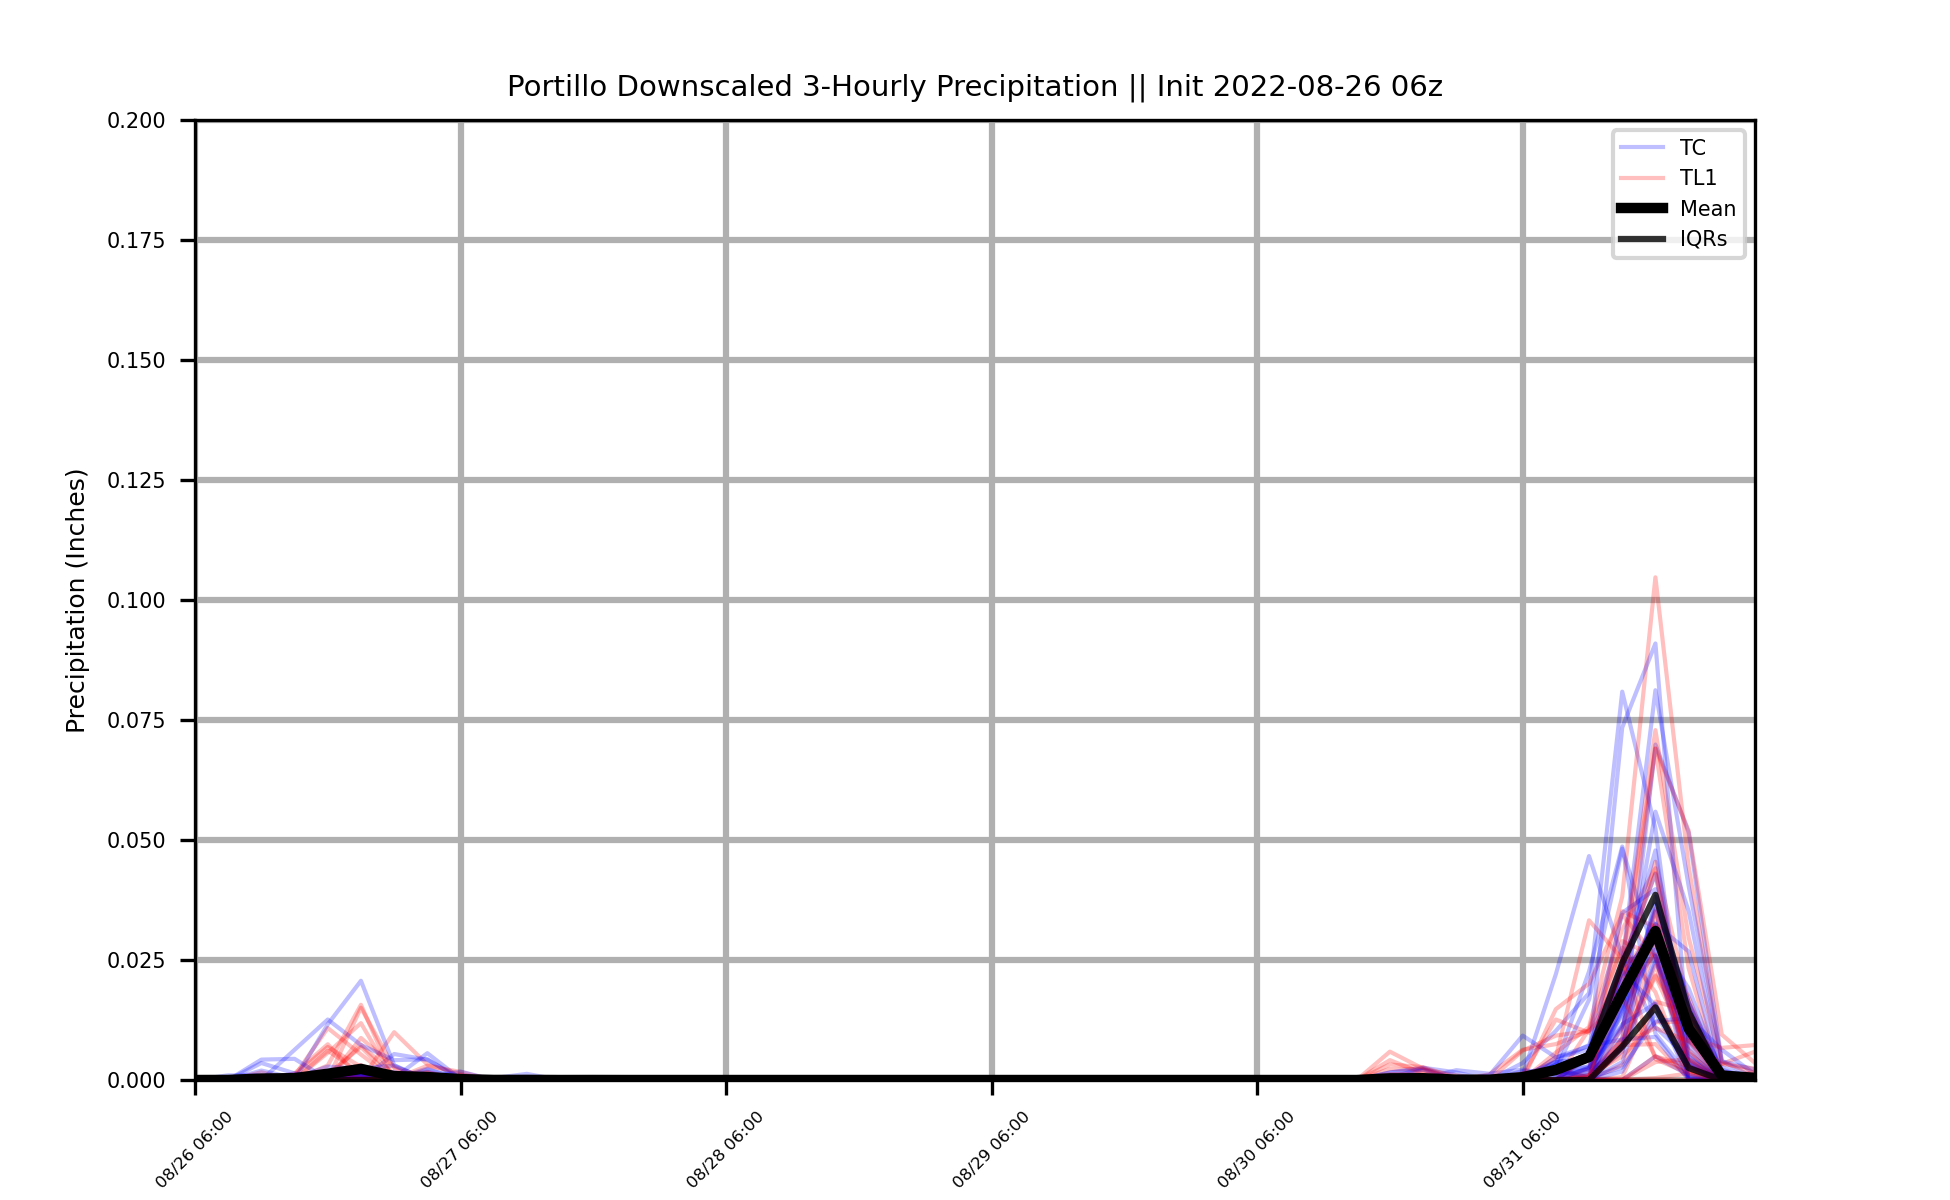 Portillo Downscaled 3-Hourly Precipitation || Init 2022-08-26 06z
0.200
0.175
0.150
0.125
0.100
0.075
0.050
0.025
0.000
Precipitation (Inches)
TC
TL1
Mean
IQRs
08/26 06:00
08/27 06:00
08/28 06:00
08/29 06:00
08/30 06:00
08/31 06:00